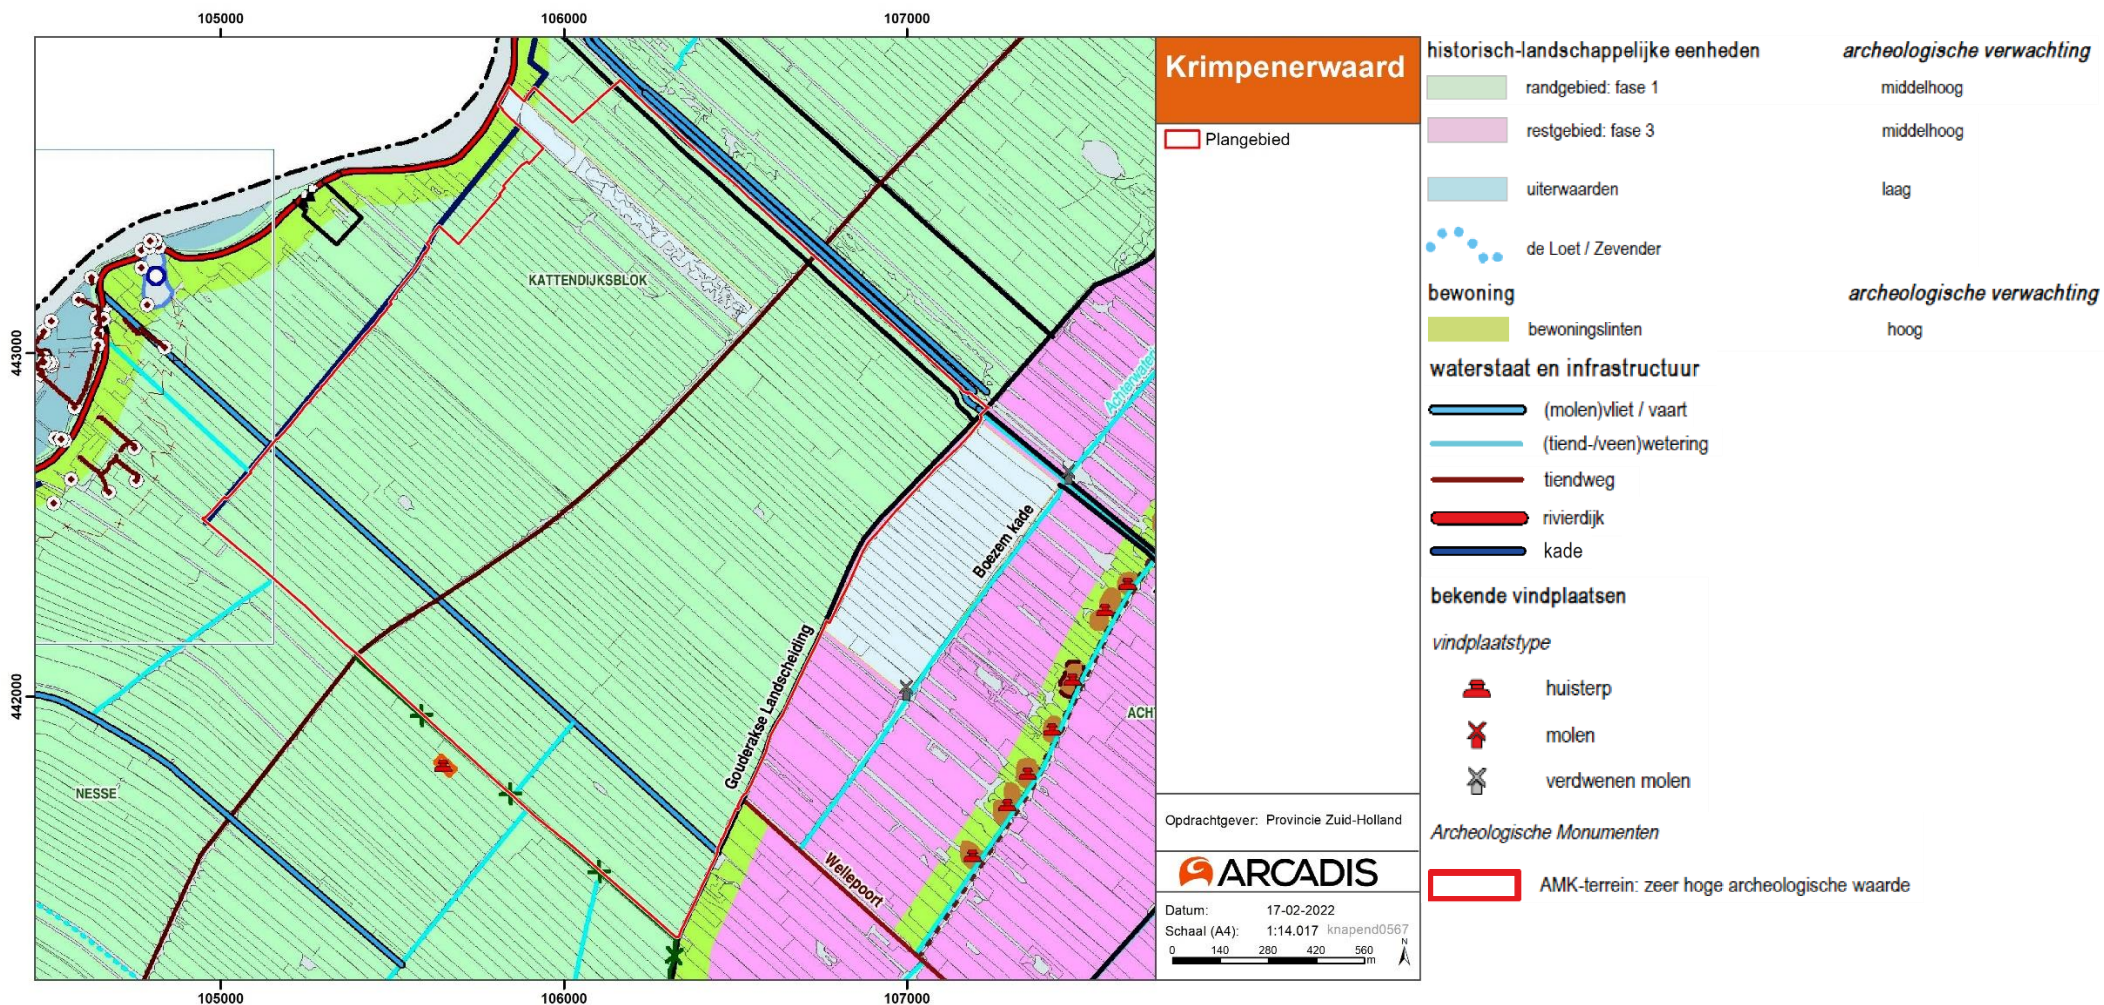 105000 106000 107000
443000
442000
KATTENDIJKSBLOK
NESSE
Gouderakse Landscheiding
Boezem kade
Wellepoort
105000 106000 107000
Krimpenerwaard
Plangebied
Opdrachtgever: Provincie Zuid-Holland
ARCADIS
Datum: 17-02-2022
Schaal (A4): 1:14.017 knapend0567
0 140 280 420 560
m
N
historisch-landschappelijke eenheden archeologische verwachting
randgebied: fase 1 middelhoog
restgebied: fase 3 middelhoog
uiterwaarden laag
de Loet / Zevender
bewoning archeologische verwachting
bewoningslinten hoog
waterstaat en infrastructuur
(molen)vliet / vaart
(tiend-/veen)wetering
tiendweg
rivierdijk
kade
bekende vindplaatsen
vindplaatstype
huisterp
molen
verdwenen molen
Archeologische Monumenten
AMK-terrein: zeer hoge archeologische waarde